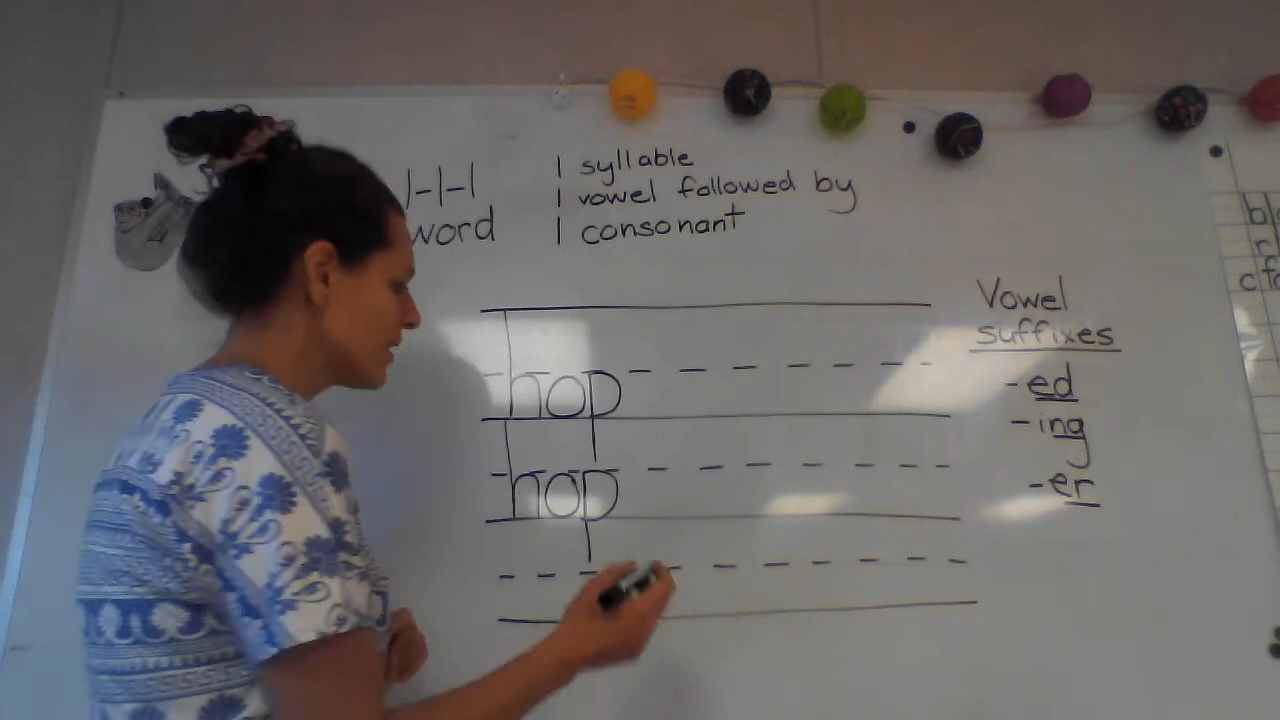 1-1-1
word
1 syllable
1 vowel followed by
1 consonant
hop
hop
Vowel
suffixes
-ed
-ing
-er
b
r
c f